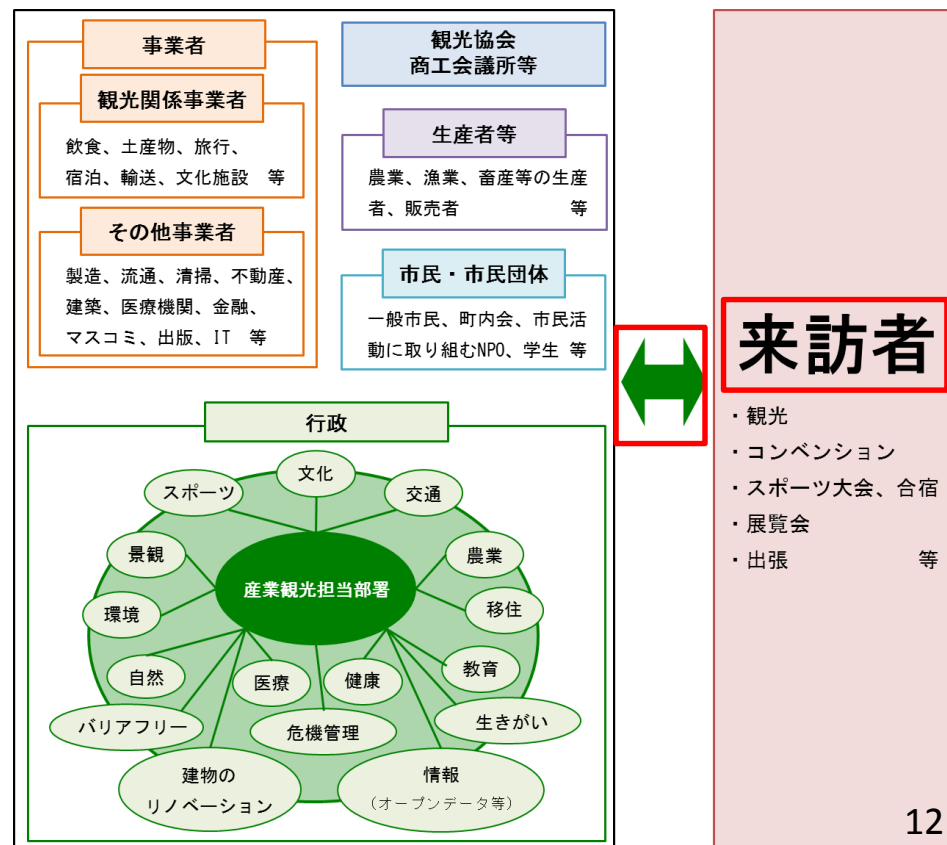 事業者
観光関係事業者
飲食、土産物、旅行、
宿泊、輸送、文化施設 等
その他事業者
製造、流通、清掃、不動産、
建築、医療機関、金融、
マスコミ、出版、IT 等
観光協会
商工会議所等
生産者等
農業、漁業、畜産等の生産
者、販売者 等
市民・市民団体
一般市民、町内会、市民活
動に取り組むNPO、学生 等
行政
文化
スポーツ
交通
景観
農業
産業観光担当部署
環境
移住
自然
医療
健康
教育
バリアフリー
危機管理
生きがい
建物の
リノベーション
情報
(オープンデータ等)
来訪者
・観光
・コンベンション
・スポーツ大会、合宿
・展覧会
・出張 等
12